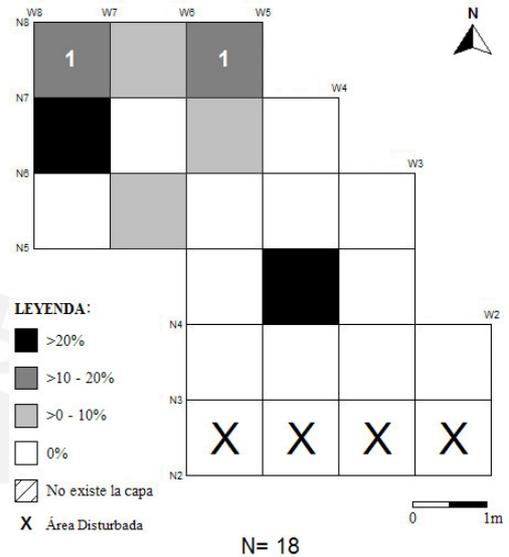 W8 W7 W6 W5
N
N8
1 1
N7 W4
N6 W3
N5
LEYENDA:
>20%
>10 - 20%
>0 - 10%
0%
No existe la capa
X Área Disturbada
N4 W2
N3
X X X X
N2
0 1m
N= 18